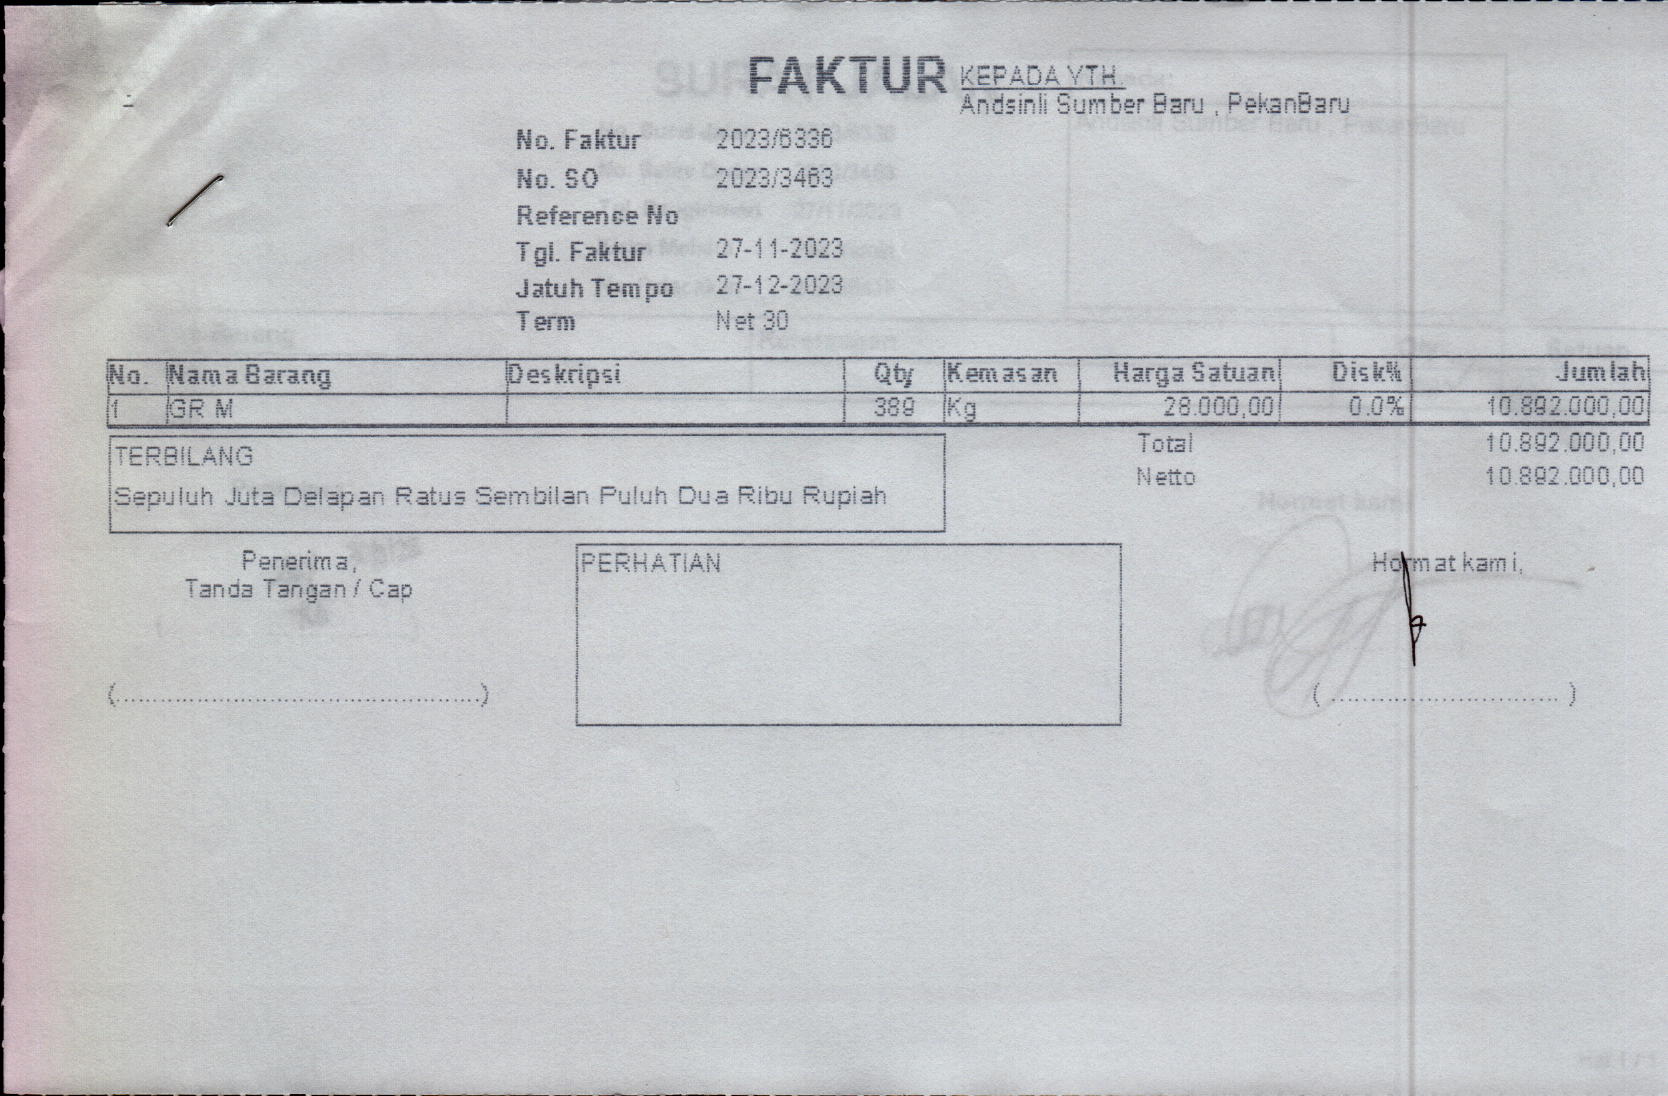 FAKTUR
KEPADA YTH.
Andsinli Sumber Baru , PekanBaru
No. Faktur 2023/6336
No. SO 2023/3463
Reference No
Tgl. Faktur 27-11-2023
Jatuh Tempo 27-12-2023
Term Net 30
No. Nama Barang Deskripsi Qty Kemasan Harga Satuan Disk% Jumlah
1 GR M 389 Kg 28.000,00 0.0% 10.892.000,00
Total 10.892.000,00
Netto 10.892.000,00
TERBILANG
Sepuluh Juta Delapan Ratus Sembilan Puluh Dua Ribu Rupiah
Penerima,
Tanda Tangan / Cap
(................................................)
PERHATIAN
Hormat kami,
( ............................. )